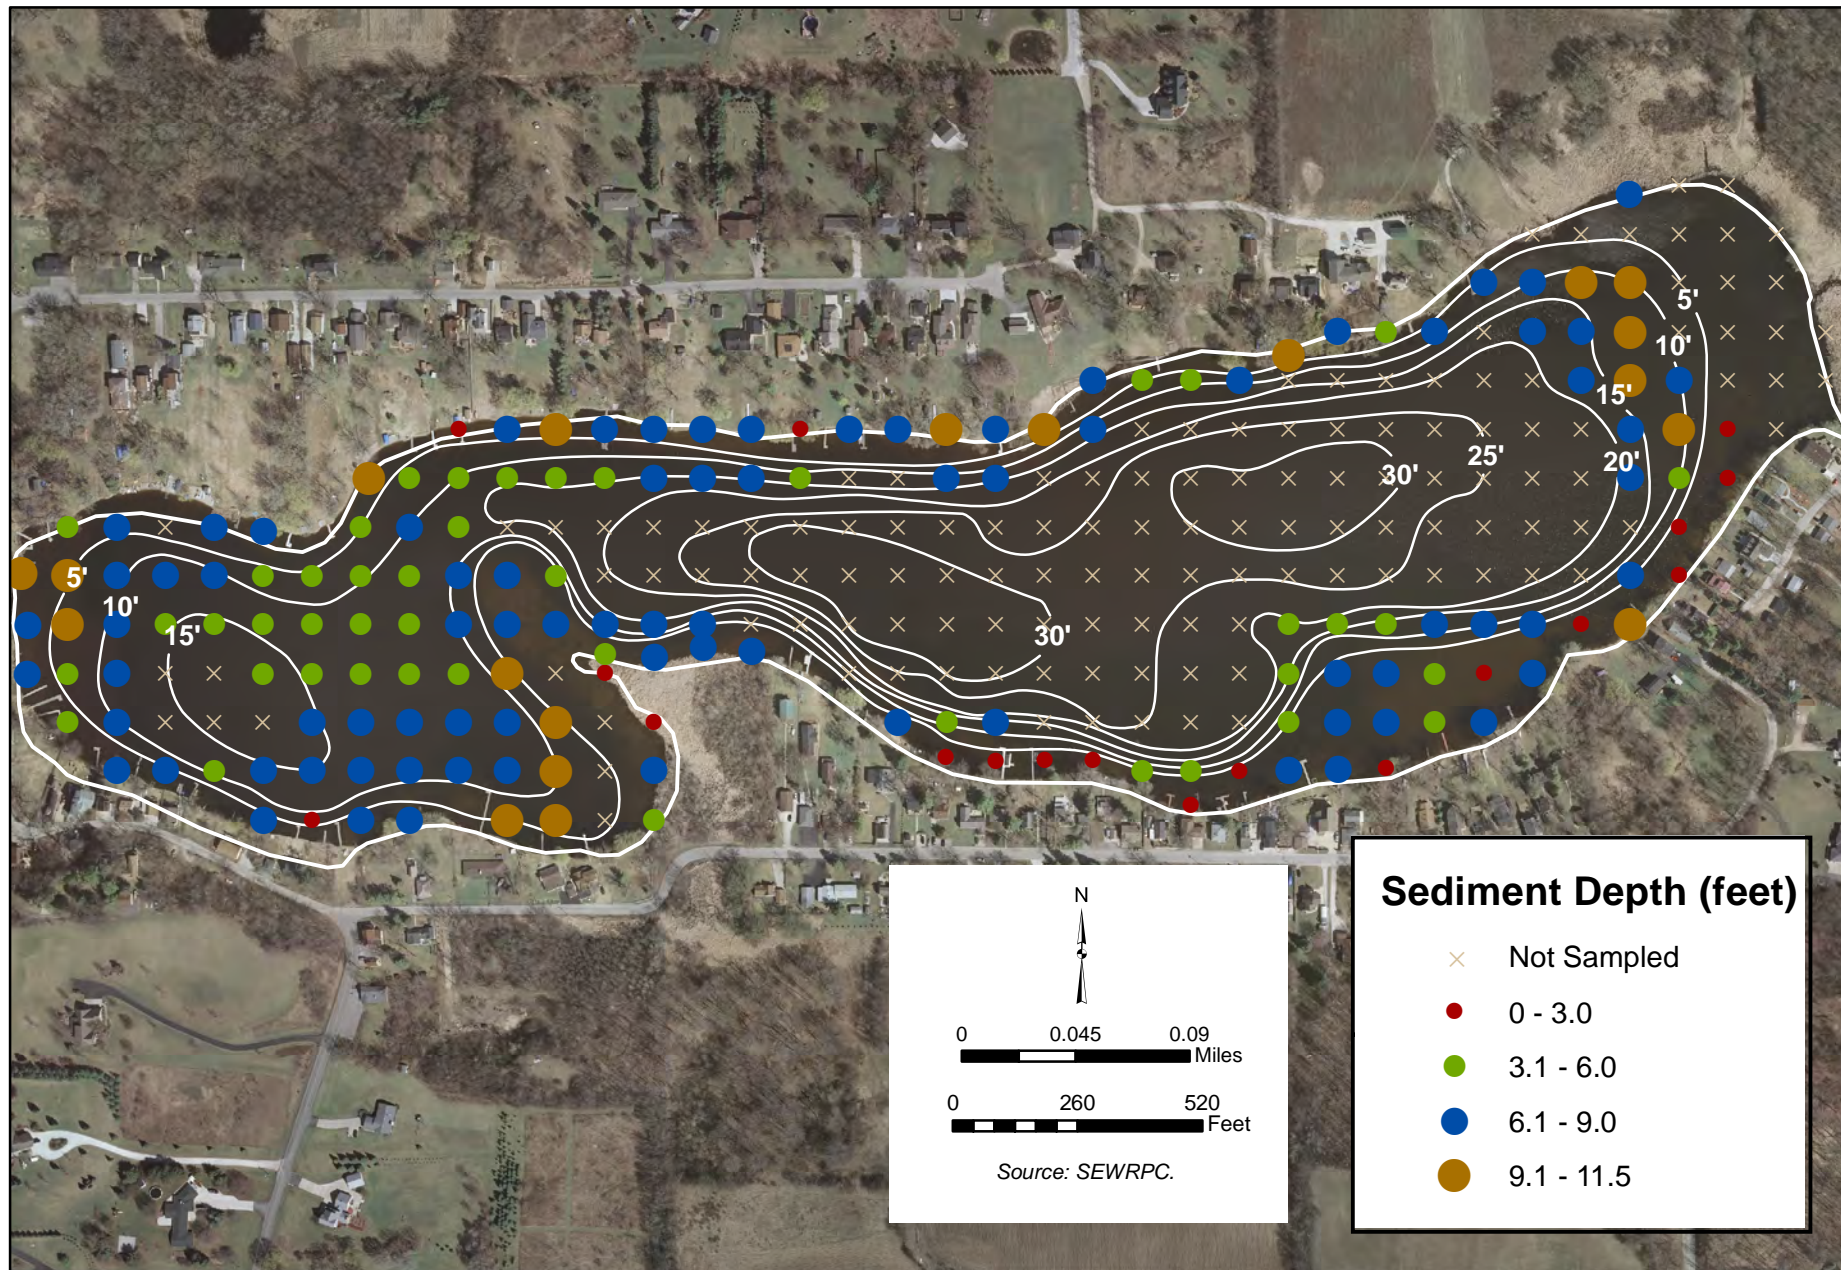 5'
10'
15'
30'
25'
20'
5'
10'
15'
30'
N
0 0.045 0.09
Miles
0 260 520
Feet
Source: SEWRPC.
Sediment Depth (feet)
Not Sampled
0 - 3.0
3.1 - 6.0
6.1 - 9.0
9.1 - 11.5